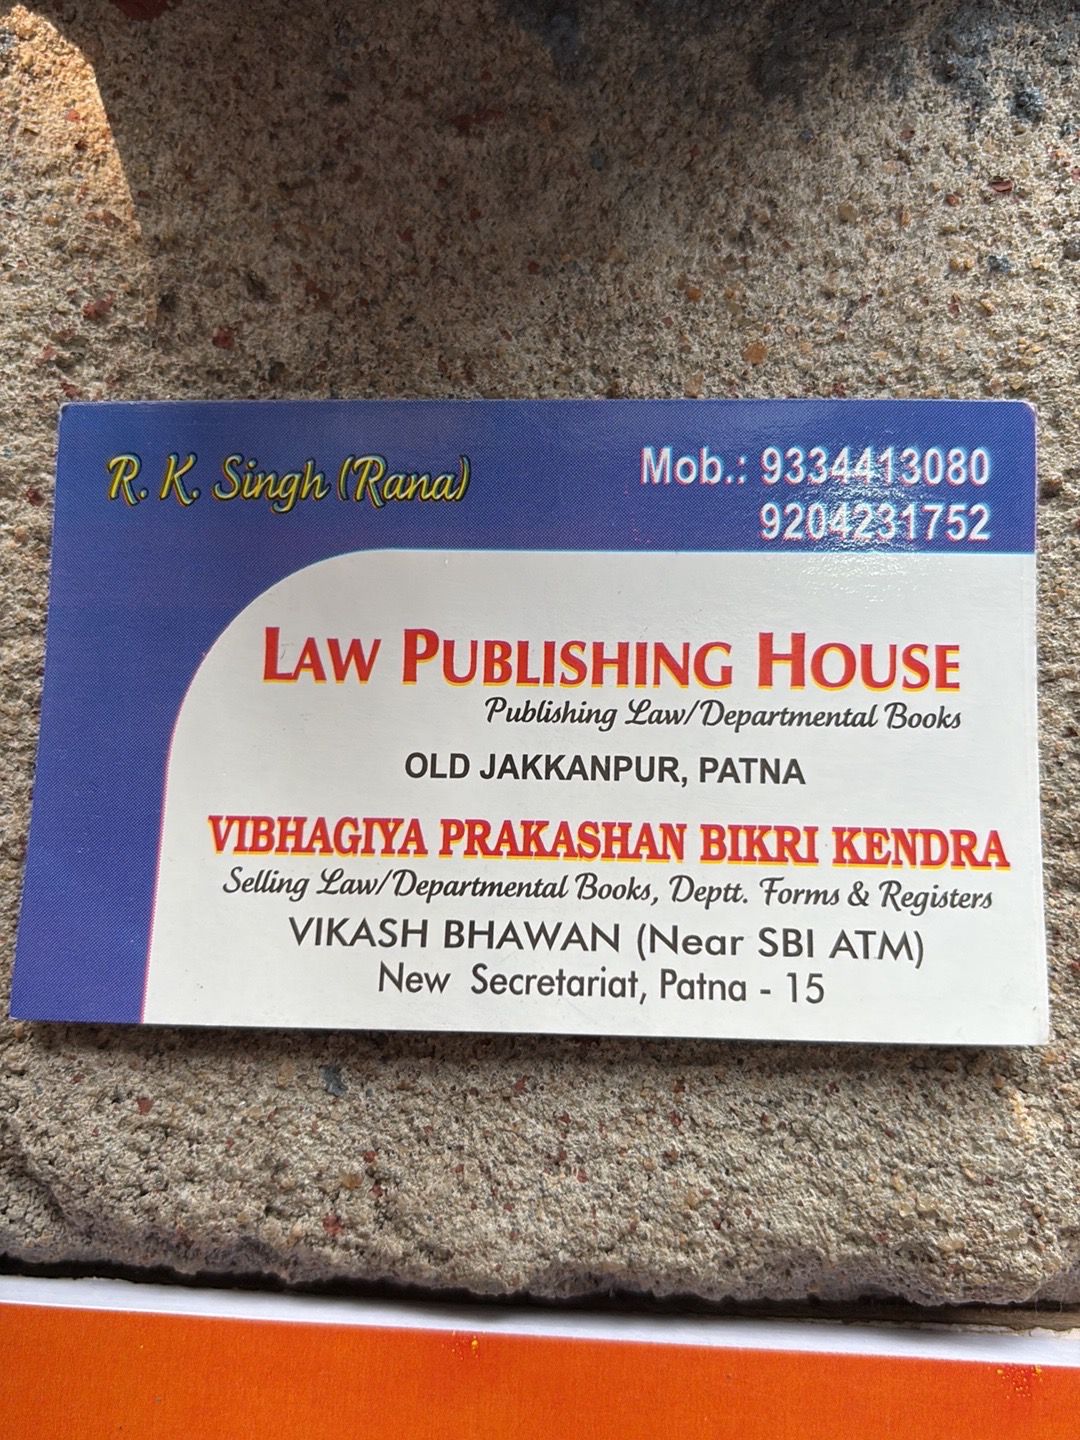 R. K. Singh (Rana)
Mob.: 9334413080
9204231752
LAW PUBLISHING HOUSE
Publishing Law/Departmental Books
OLD JAKKANPUR, PATNA
VIBHAGIYA PRAKASHAN BIKRI KENDRA
Selling Law/Departmental Books, Deptt. Forms & Registers
VIKASH BHAWAN (Near SBI ATM)
New Secretariat, Patna - 15